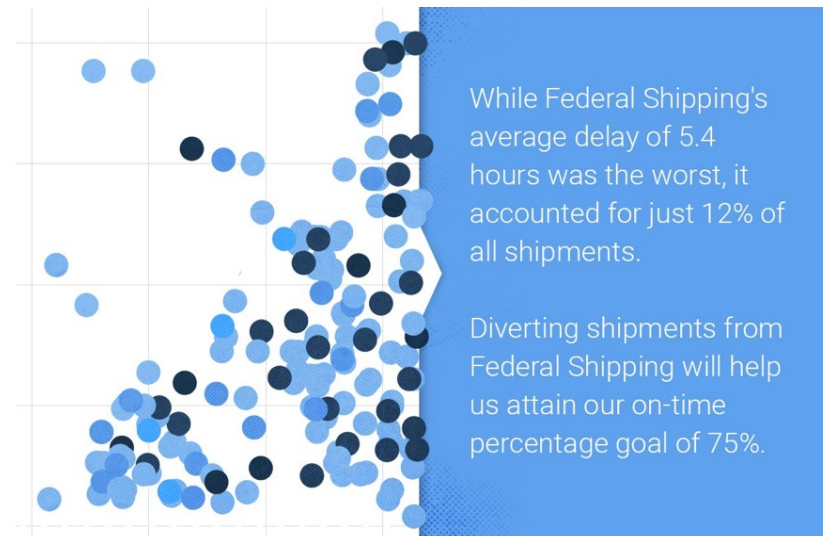 While Federal Shipping's
average delay of 5.4
hours was the worst, it
accounted for just 12% of
all shipments.
Diverting shipments from
Federal Shipping will help
us attain our on-time
percentage goal of 75%.